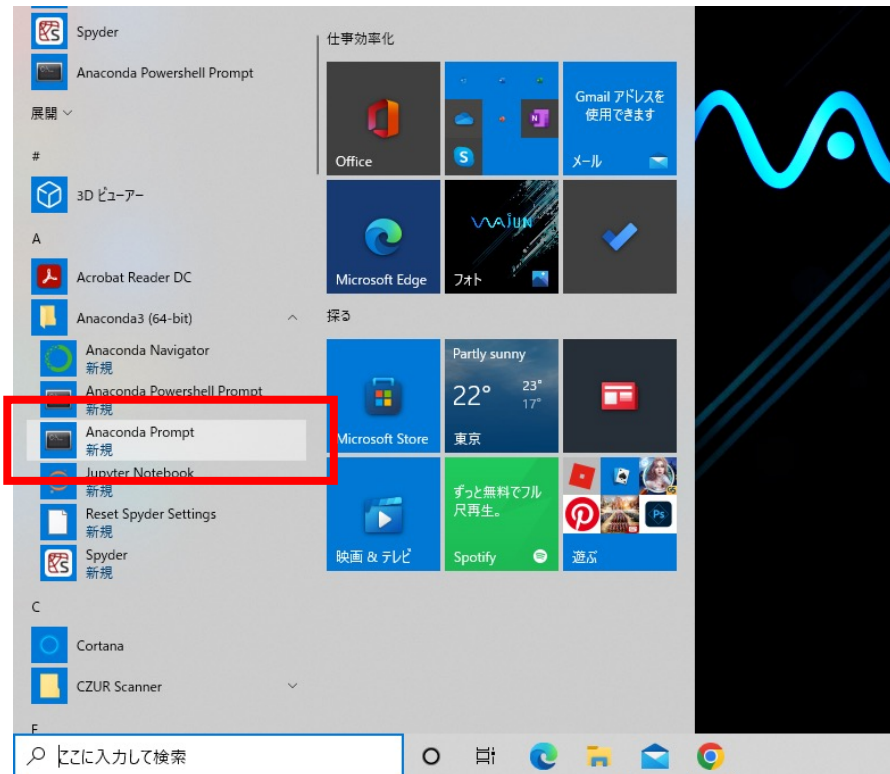 Spyder
Anaconda Powershell Prompt
展開
#
3D ビューアー
A
Acrobat Reader DC
Anaconda3 (64-bit)
Anaconda Navigator
新規
Anaconda Powershell Prompt
新規
Anaconda Prompt
新規
Jupyter Notebook
新規
Reset Spyder Settings
新規
Spyder
新規
C
Cortana
CZUR Scanner
仕事効率化
Office
Gmail アドレスを
使用できます
メール
Microsoft Edge
WAJUN
フォト
探る
Microsoft Store
Partly sunny
22°
23°
17°
東京
映画 & テレビ
ずっと無料でフル
尺再生。
Spotify
Ps
遊ぶ
ここに入力して検索